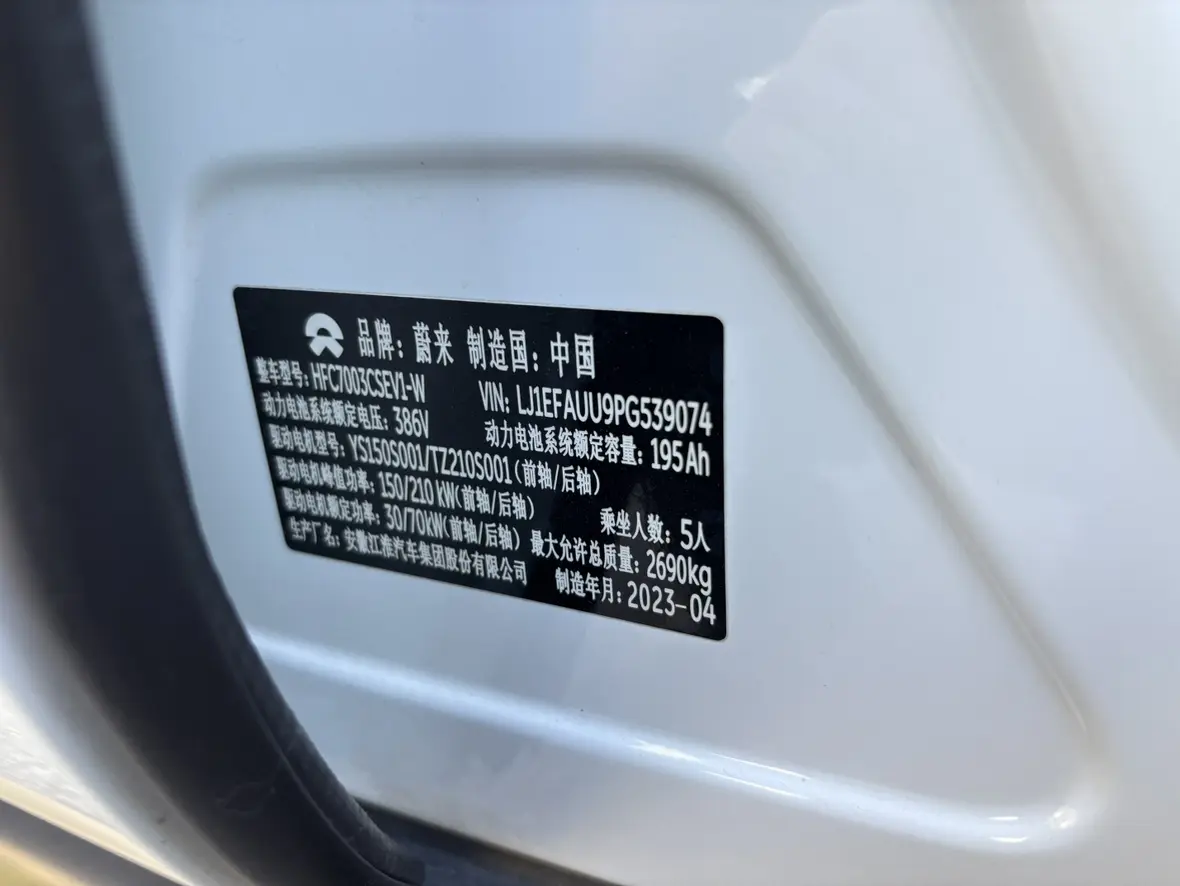 品牌：蔚来 制造国：中国
整车型号：HFC7003CSEV1-W VIN：LJ1EFAUU9PG539074
动力电池系统额定电压：386V 动力电池系统额定容量：195Ah
驱动电机型号：YS150S001/TZ210S001（前轴/后轴）
驱动电机峰值功率：150/210kW（前轴/后轴） 乘坐人数：5人
驱动电机额定功率：30/70kW（前轴/后轴） 最大允许总质量：2690kg
生产厂名：安徽江淮汽车集团股份有限公司 制造年月：2023-04